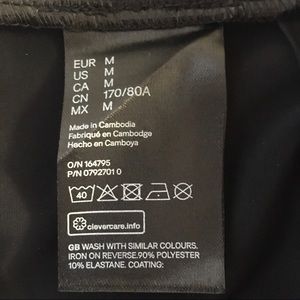 EUR M
US M
CA M
CN 170/80A
MX M
Made in Cambodia
Fabriqué en Cambodge
Hecho en Camboya
O/N 164795
P/N 0792701 0
40
clevercare.info
GB WASH WITH SIMILAR COLOURS.
IRON ON REVERSE.90% POLYESTER
10% ELASTANE. COATING: